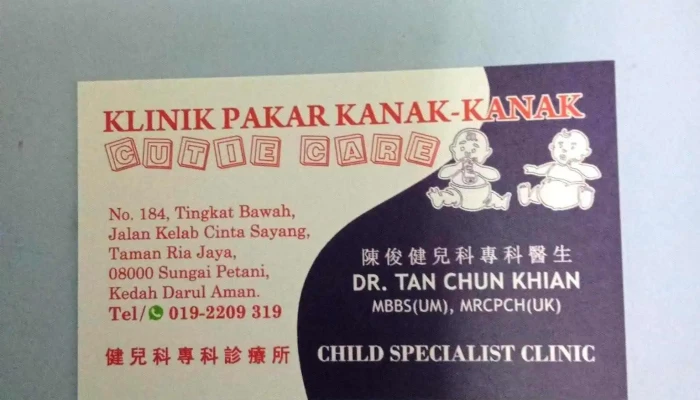 KLINIK PAKAR KANAK-KANAK
CUTIE CARE
No. 184, Tingkat Bawah,
Jalan Kelab Cinta Sayang,
Taman Ria Jaya,
08000 Sungai Petani,
Kedah Darul Aman.
Tel/ 019-2209 319
健兒科專科診療所
陳俊健兒科專科醫生
DR. TAN CHUN KHIAN
MBBS(UM), MRCPCH(UK)
CHILD SPECIALIST CLINIC